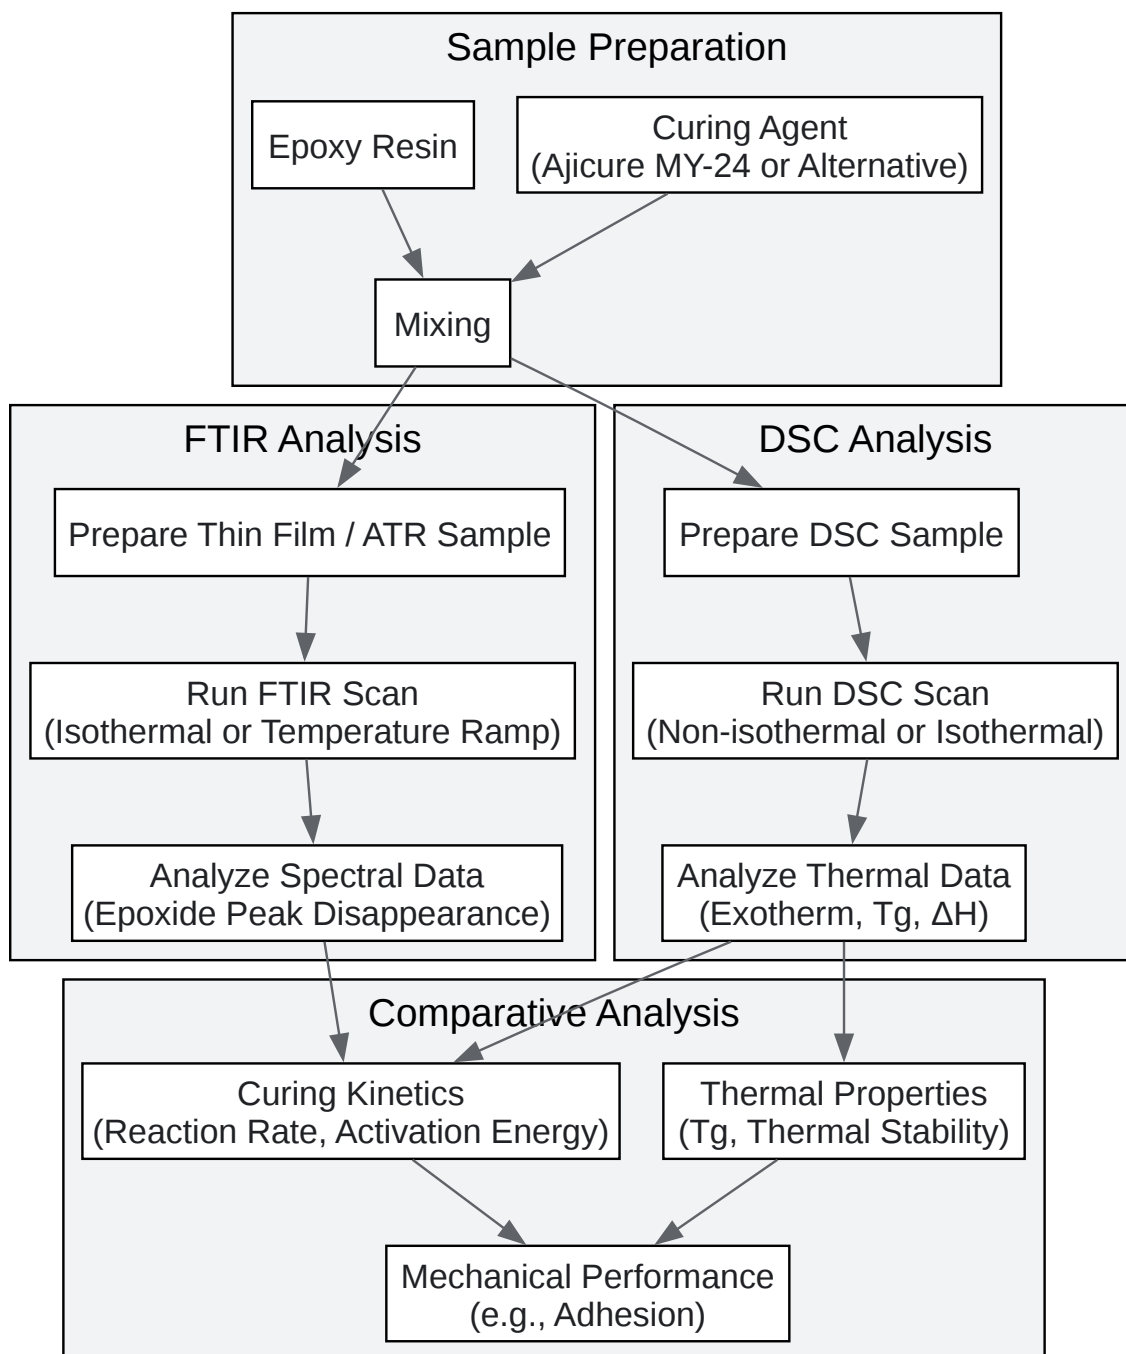 Sample Preparation
Epoxy Resin
Curing Agent
(Ajicure MY-24 or Alternative)
Mixing
FTIR Analysis
Prepare Thin Film / ATR Sample
Run FTIR Scan
(Isothermal or Temperature Ramp)
Analyze Spectral Data
(Epoxide Peak Disappearance)
DSC Analysis
Prepare DSC Sample
Run DSC Scan
(Non-isothermal or Isothermal)
Analyze Thermal Data
(Exotherm, Tg, ΔH)
Comparative Analysis
Curing Kinetics
(Reaction Rate, Activation Energy)
Thermal Properties
(Tg, Thermal Stability)
Mechanical Performance
(e.g., Adhesion)